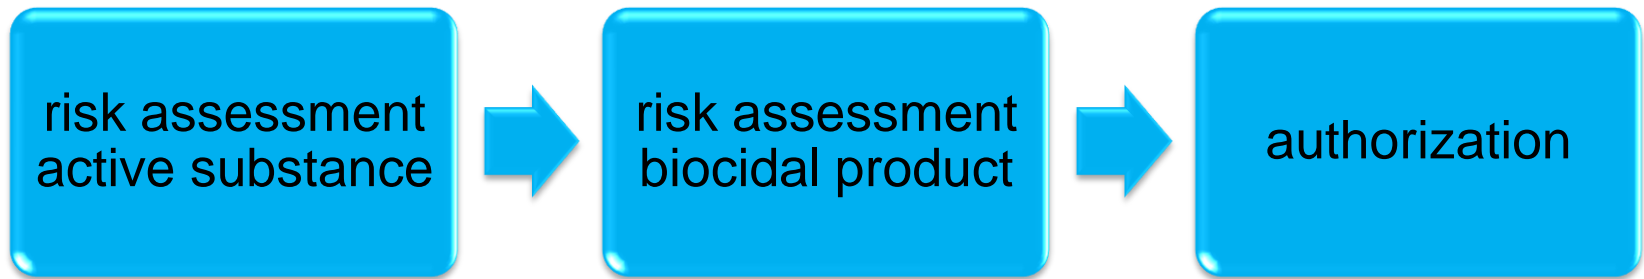 risk assessment
active substance
risk assessment
biocidal product
authorization